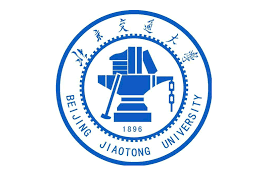 北京交通大学
1896
BEIJING JIAOTONG UNIVERSITY